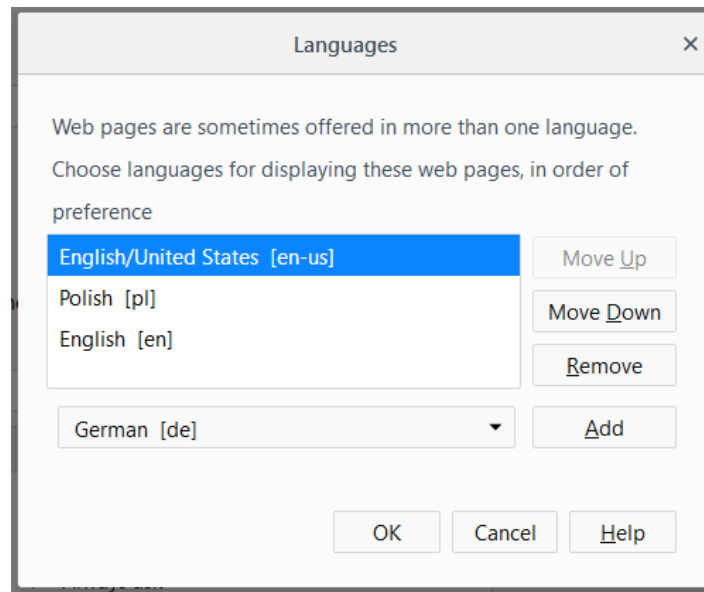 Languages
Web pages are sometimes offered in more than one language.
Choose languages for displaying these web pages, in order of
preference
English/United States [en-us]
Move Up
Polish [pl]
Move Down
English [en]
Remove
German [de]
Add
OK
Cancel
Help